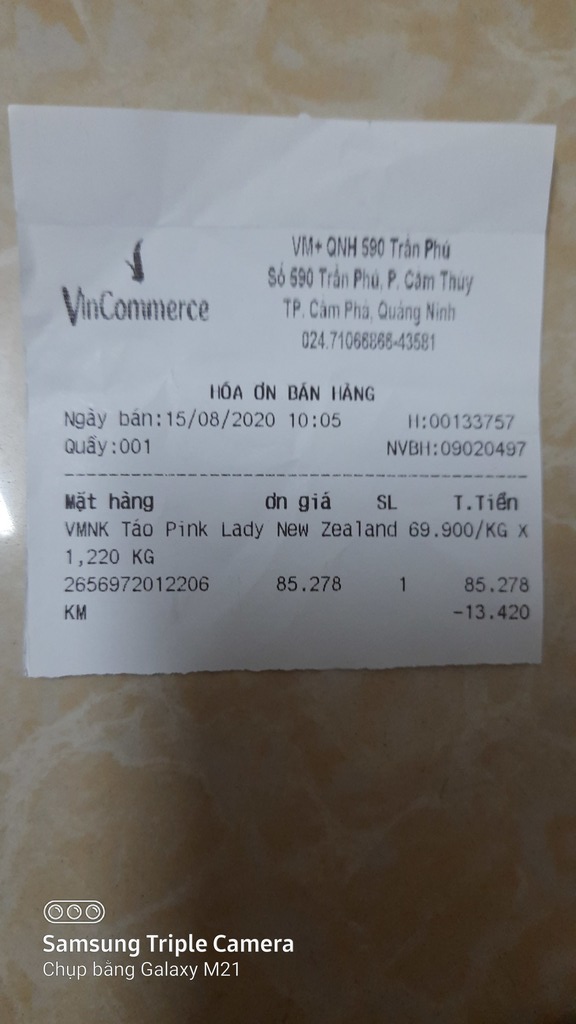 VinCommerce
VM+ QNH 590 Trần Phú
Số 590 Trần Phú, P. Cẩm Thủy
TP. Cẩm Phả, Quảng Ninh
024.71066866-43581
HÓA ƠN BÁN HÀNG
Ngày bán:15/08/2020 10:05 H:00133757
Quầy:001 NVBH:09020497
Mặt hàng ơn giá SL T.Tiền
VMNK Táo Pink Lady New Zealand 69.900/KG X
1,220 KG
2656972012206 85.278 1 85.278
KM -13.420
Samsung Triple Camera
Chụp bằng Galaxy M21